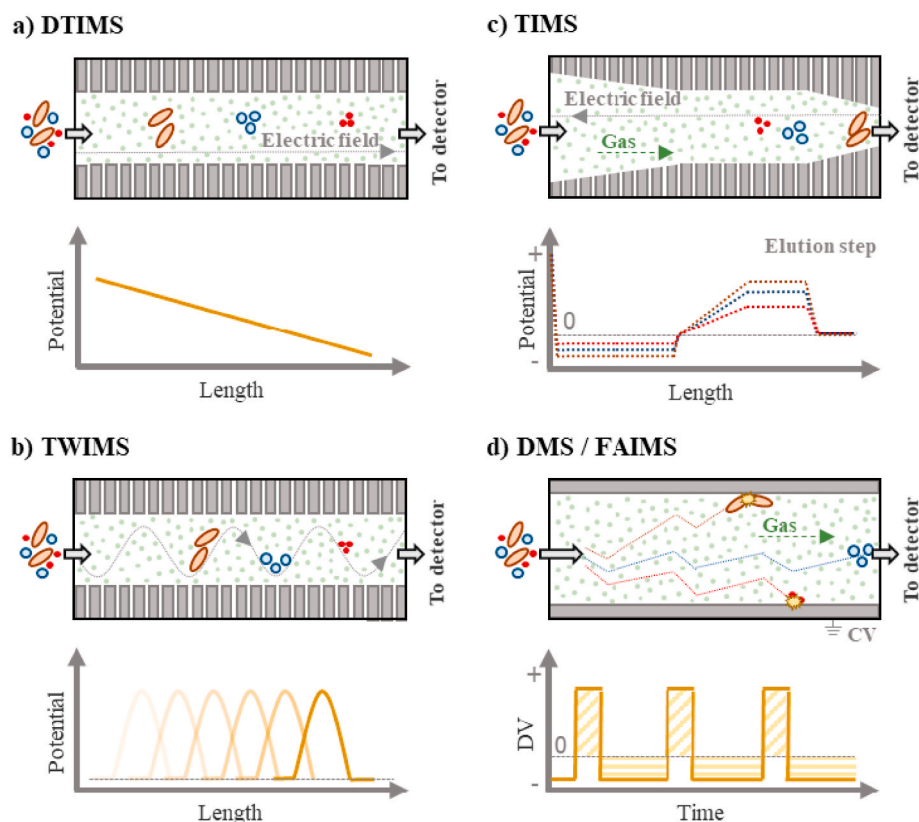 a) DTIMS
Electric field
To detector
Potential
Length
b) TWIMS
To detector
Potential
Length
c) TIMS
Electric field
Gas
To detector
Elution step
+
0
-
Potential
Length
d) DMS / FAIMS
Gas
To detector
CV
+
0
-
DV
Time